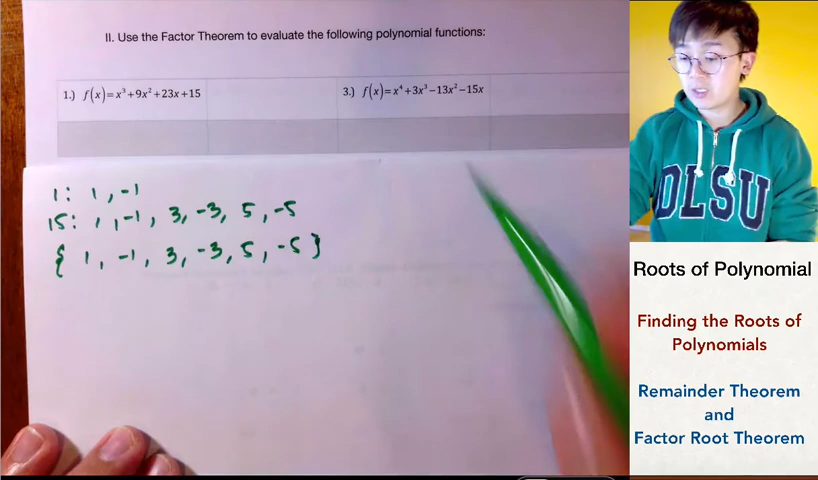 II. Use the Factor Theorem to evaluate the following polynomial functions:
1.) f(x)=x³+9x²+23x+15
3.) f(x)=x⁴+3x³−13x²−15x
1: 1, -1
15: 1, -1, 3, -3, 5, -5
{ 1, -1, 3, -3, 5, -5 }
DLSU
Roots of Polynomial
Finding the Roots of
Polynomials
Remainder Theorem
and
Factor Root Theorem